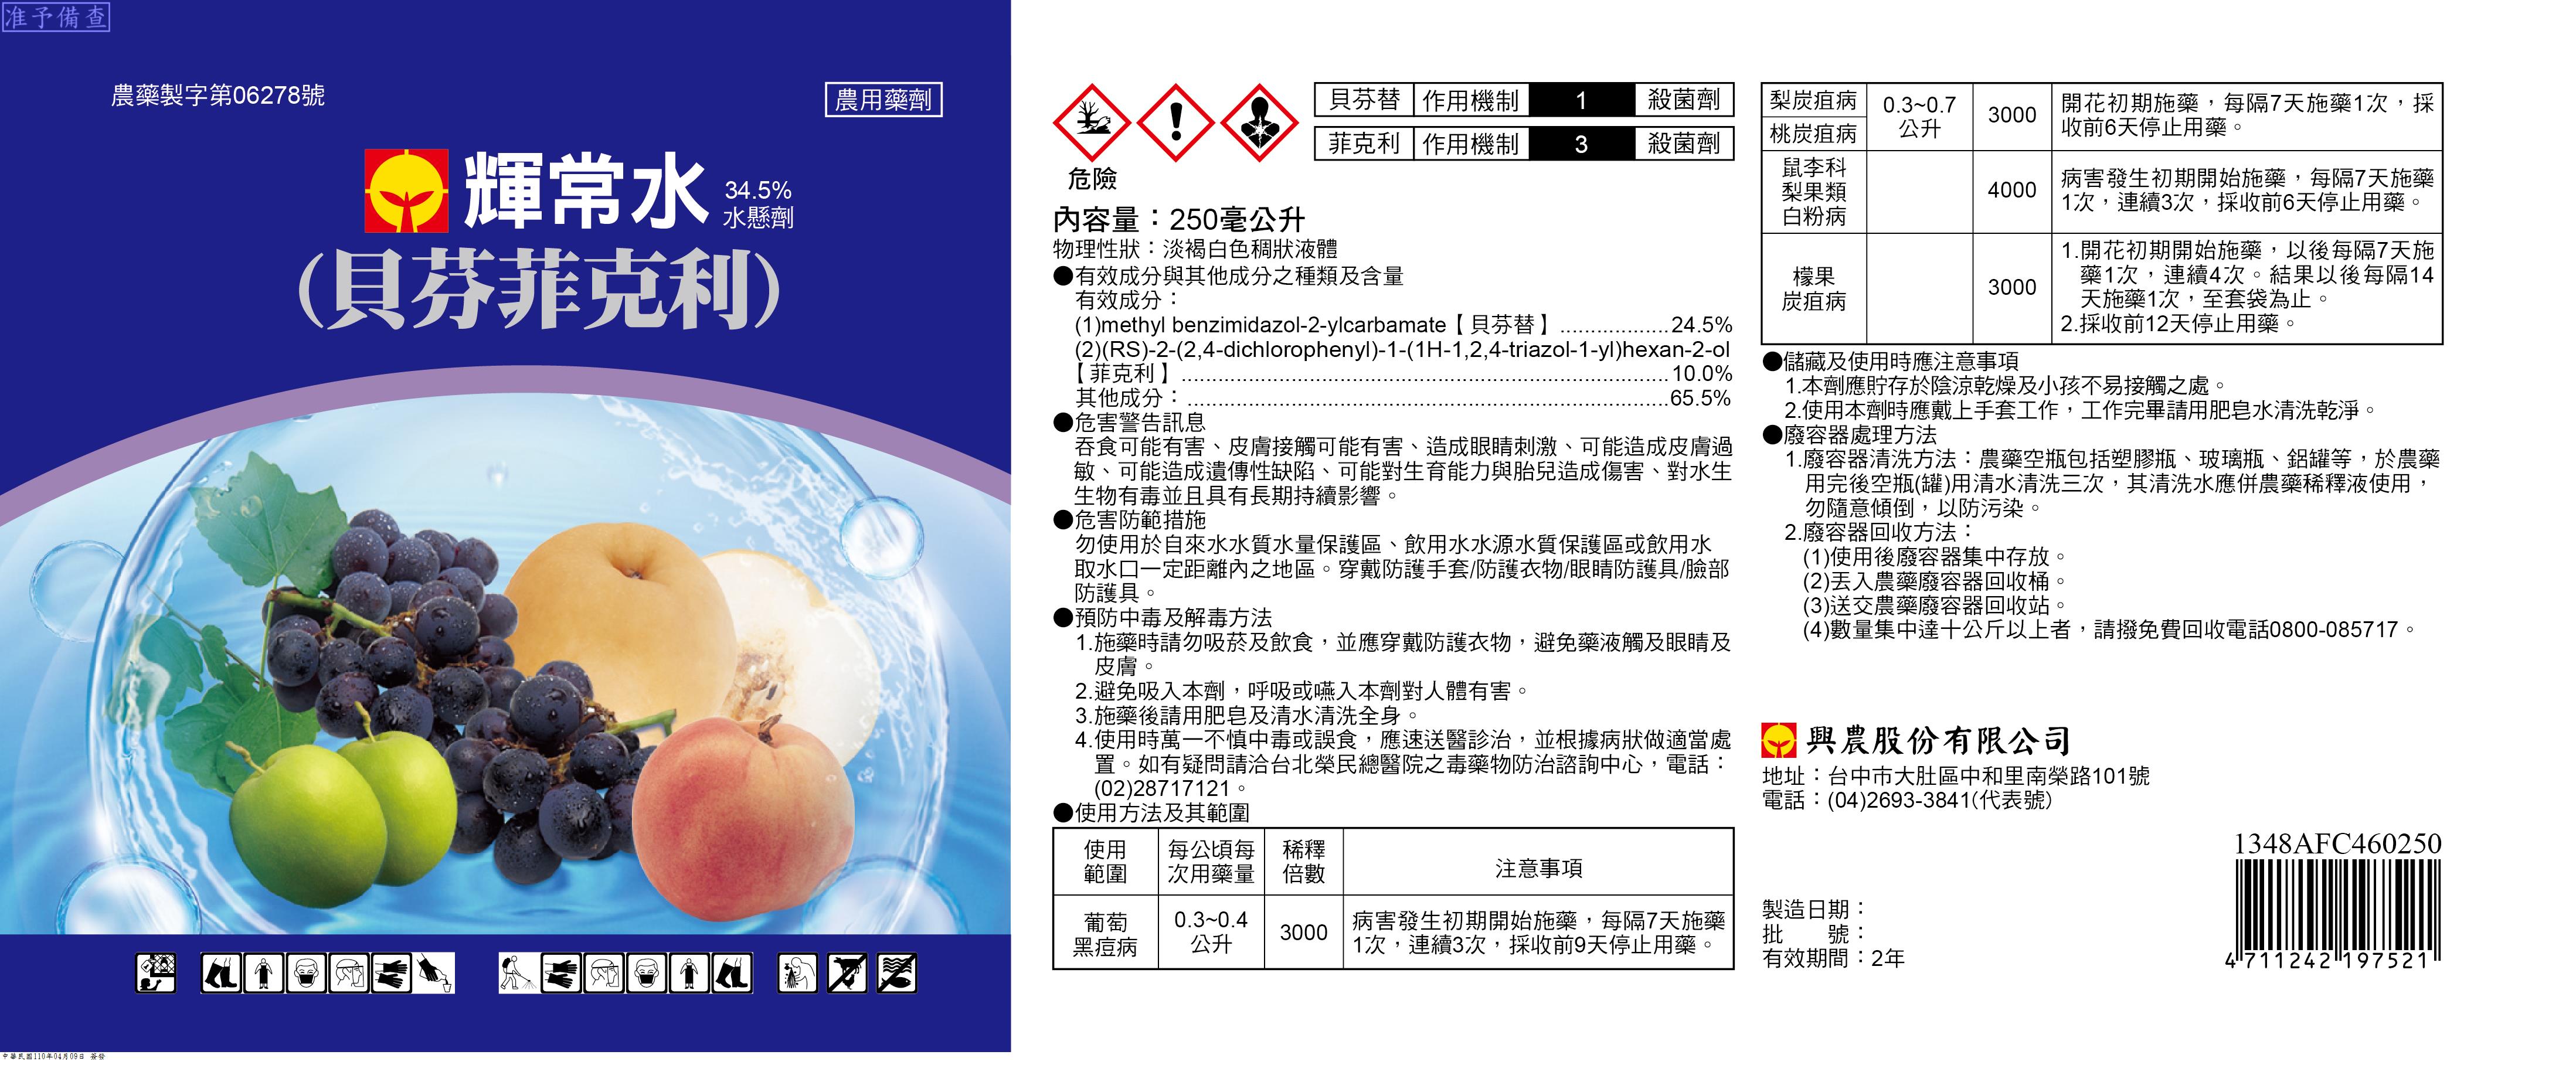 准予備查
農藥製字第06278號
農用藥劑
輝常水
34.5%
水懸劑
(貝芬菲克利)
中華民國110年04月09日 簽發
貝芬替 作用機制 1 殺菌劑
菲克利 作用機制 3 殺菌劑
危險
內容量：250毫公升
物理性狀：淡褐白色稠狀液體
●有效成分與其他成分之種類及含量
有效成分：
(1)methyl benzimidazol-2-ylcarbamate【貝芬替】..................24.5%
(2)(RS)-2-(2,4-dichlorophenyl)-1-(1H-1,2,4-triazol-1-yl)hexan-2-ol
【菲克利】................................................................................10.0%
其他成分：...............................................................................65.5%
●危害警告訊息
吞食可能有害、皮膚接觸可能有害、造成眼睛刺激、可能造成皮膚過
敏、可能造成遺傳性缺陷、可能對生育能力與胎兒造成傷害、對水生
生物有毒並且具有長期持續影響。
●危害防範措施
勿使用於自來水水質水量保護區、飲用水水源水質保護區或飲用水
取水口一定距離內之地區。穿戴防護手套/防護衣物/眼睛防護具/臉部
防護具。
●預防中毒及解毒方法
1.施藥時請勿吸菸及飲食，並應穿戴防護衣物，避免藥液觸及眼睛及
皮膚。
2.避免吸入本劑，呼吸或嚥入本劑對人體有害。
3.施藥後請用肥皂及清水清洗全身。
4.使用時萬一不慎中毒或誤食，應速送醫診治，並根據病狀做適當處
置。如有疑問請洽台北榮民總醫院之毒藥物防治諮詢中心，電話：
(02)28717121。
●使用方法及其範圍
使用
範圍
每公頃每
次用藥量
稀釋
倍數
注意事項
葡萄
黑痘病
0.3~0.4
公升
3000
病害發生初期開始施藥，每隔7天施藥
1次，連續3次，採收前9天停止用藥。
梨炭疽病
桃炭疽病
0.3~0.7
公升
3000
開花初期施藥，每隔7天施藥1次，採
收前6天停止用藥。
鼠李科
梨果類
白粉病
4000
病害發生初期開始施藥，每隔7天施藥
1次，連續3次，採收前6天停止用藥。
檬果
炭疽病
3000
1.開花初期開始施藥，以後每隔7天施
藥1次，連續4次。結果以後每隔14
天施藥1次，至套袋為止。
2.採收前12天停止用藥。
●儲藏及使用時應注意事項
1.本劑應貯存於陰涼乾燥及小孩不易接觸之處。
2.使用本劑時應戴上手套工作，工作完畢請用肥皂水清洗乾淨。
●廢容器處理方法
1.廢容器清洗方法：農藥空瓶包括塑膠瓶、玻璃瓶、鋁罐等，於農藥
用完後空瓶(罐)用清水清洗三次，其清洗水應併農藥稀釋液使用，
勿隨意傾倒，以防污染。
2.廢容器回收方法：
(1)使用後廢容器集中存放。
(2)丟入農藥廢容器回收桶。
(3)送交農藥廢容器回收站。
(4)數量集中達十公斤以上者，請撥免費回收電話0800-085717。
興農股份有限公司
地址：台中市大肚區中和里南榮路101號
電話：(04)2693-3841(代表號)
1348AFC460250
製造日期：
批　　號：
有效期間：2年
4 711242 197521